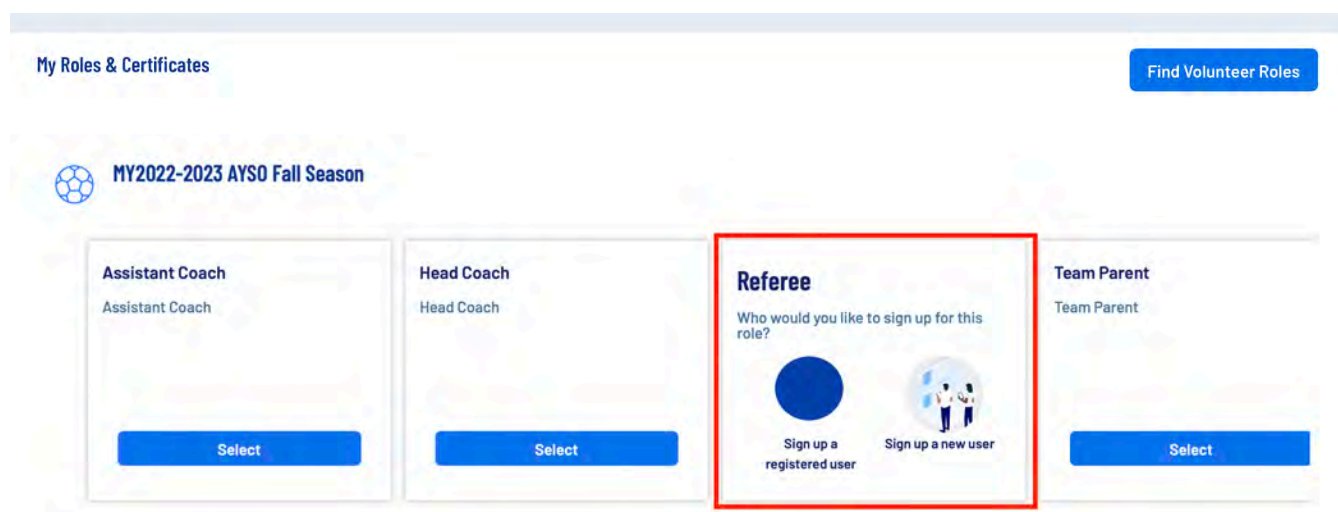 My Roles & Certificates
Find Volunteer Roles
MY2022-2023 AYSO Fall Season
Assistant Coach
Assistant Coach
Select
Head Coach
Head Coach
Select
Referee
Who would you like to sign up for this
role?
Sign up a
registered user
Sign up a new user
Team Parent
Team Parent
Select